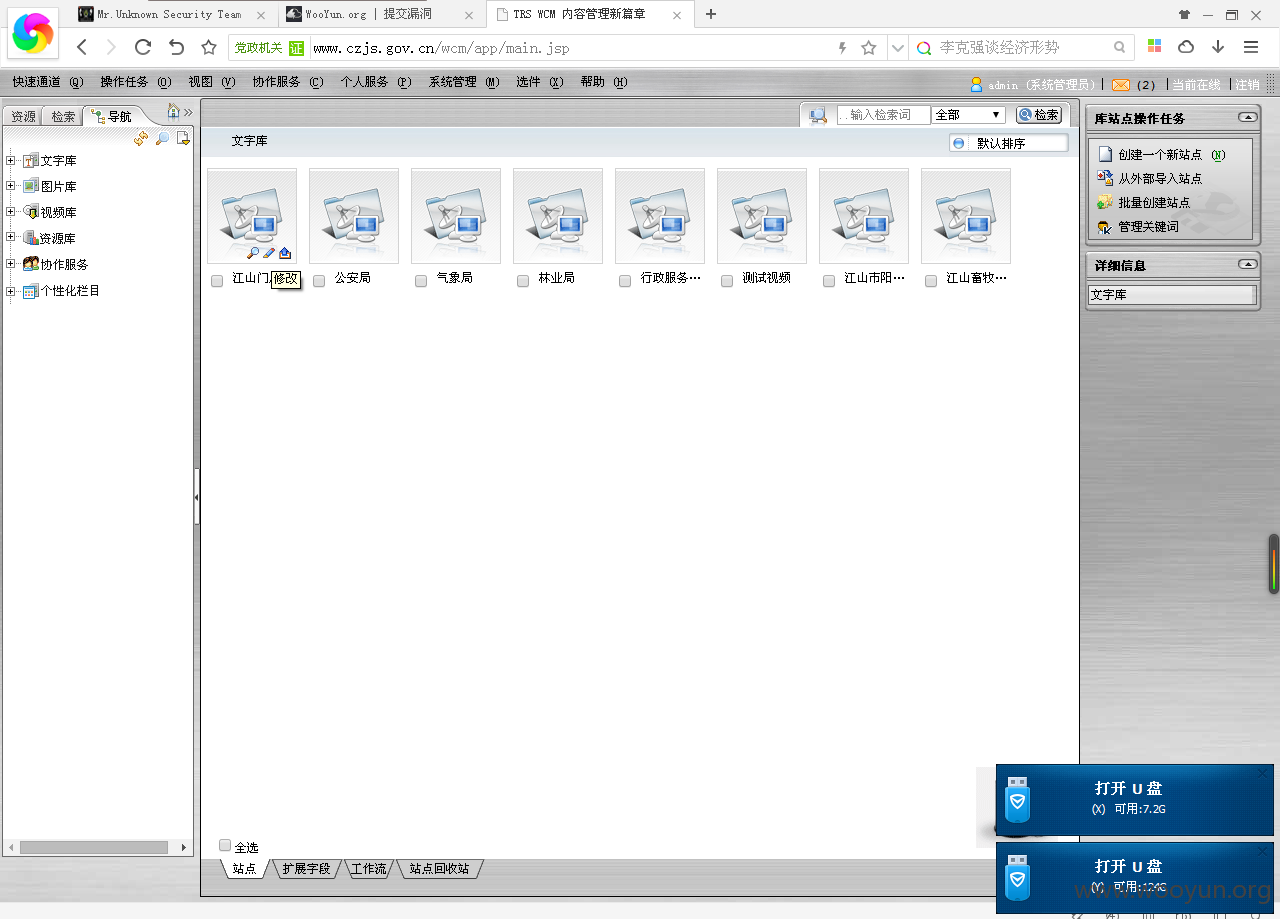 Mr.Unknown Security Team
WooYun.org | 提交漏洞
TRS WCM 内容管理新篇章
党政机关 证 www.czjs.gov.cn/wcm/app/main.jsp
李克强谈经济形势
快速通道 (Q) 操作任务 (O) 视图 (V) 协作服务 (C) 个人服务 (P) 系统管理 (M) 选件 (X) 帮助 (H)
admin (系统管理员) | (2) | 当前在线 | 注销
资源 检索 导航
..输入检索词 全部 检索
文字库
默认排序
文字库
图片库
视频库
资源库
协作服务
个性化栏目
江山门
修改
公安局
气象局
林业局
行政服务…
测试视频
江山市阳…
江山畜牧…
库站点操作任务
创建一个新站点 (N)
从外部导入站点
批量创建站点
管理关键词
详细信息
文字库
全选
站点 扩展字段 工作流 站点回收站
打开 U 盘
(X) 可用:7.2G
打开 U 盘
www.wooyun.org